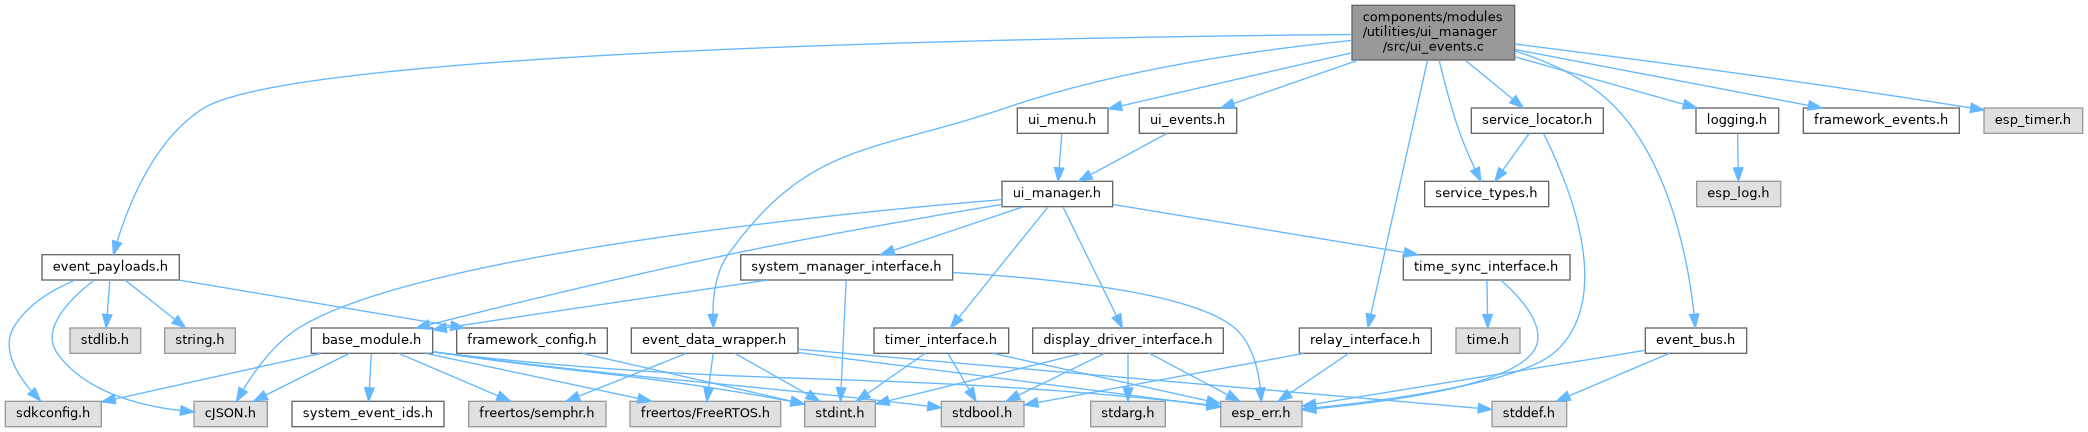 components/modules
/utilities/ui_manager
/src/ui_events.c
ui_menu.h
ui_events.h
service_locator.h
logging.h
framework_events.h
esp_timer.h
ui_manager.h
service_types.h
esp_log.h
event_payloads.h
system_manager_interface.h
time_sync_interface.h
stdlib.h
string.h
base_module.h
framework_config.h
event_data_wrapper.h
timer_interface.h
display_driver_interface.h
relay_interface.h
time.h
event_bus.h
sdkconfig.h
cJSON.h
system_event_ids.h
freertos/semphr.h
freertos/FreeRTOS.h
stdint.h
stdbool.h
stdarg.h
esp_err.h
stddef.h